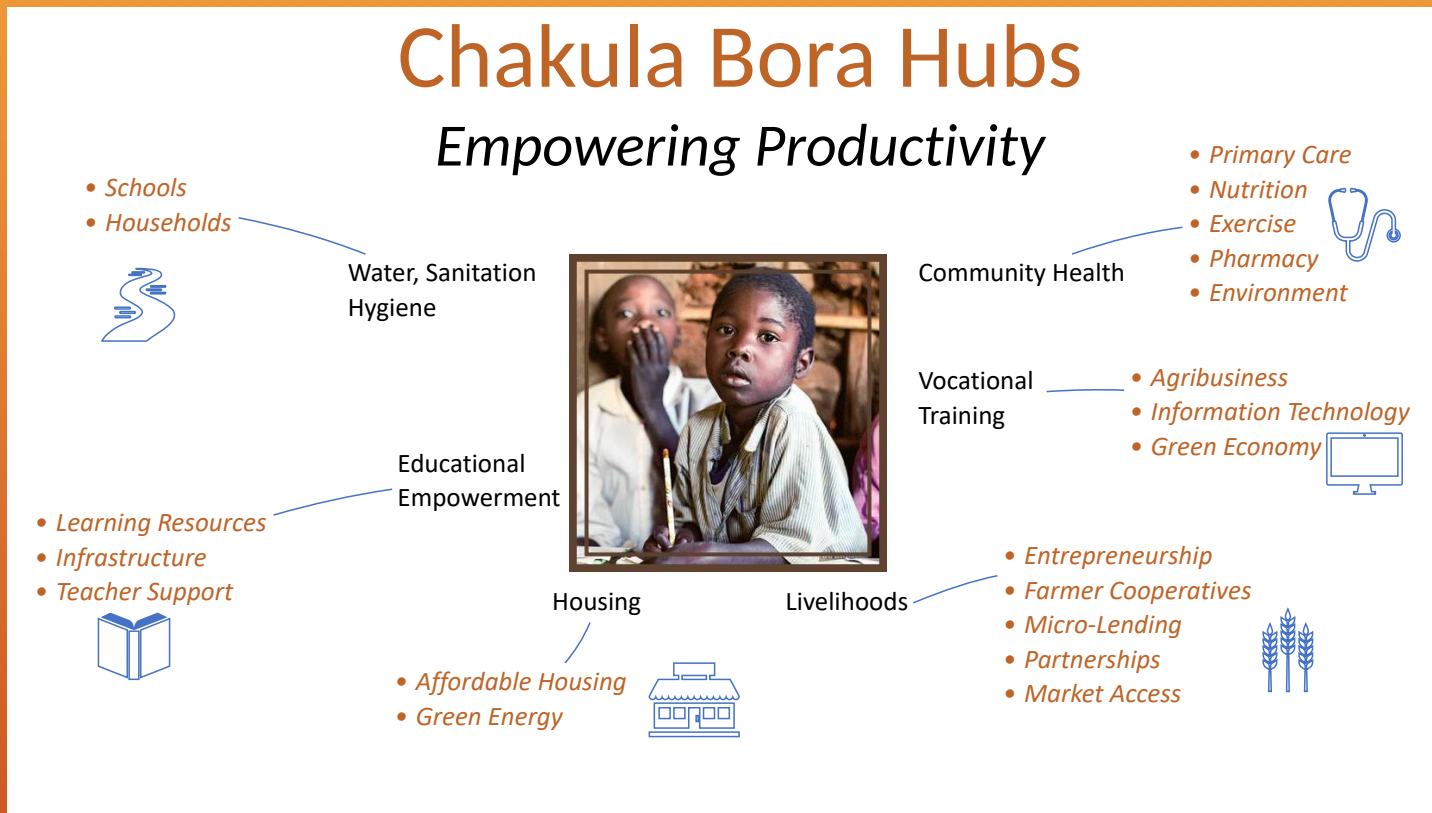 Chakula Bora Hubs
Empowering Productivity
• Schools
• Households
Water, Sanitation
Hygiene
Educational
Empowerment
• Learning Resources
• Infrastructure
• Teacher Support
Housing
• Affordable Housing
• Green Energy
Community Health
• Primary Care
• Nutrition
• Exercise
• Pharmacy
• Environment
Vocational
Training
• Agribusiness
• Information Technology
• Green Economy
Livelihoods
• Entrepreneurship
• Farmer Cooperatives
• Micro-Lending
• Partnerships
• Market Access